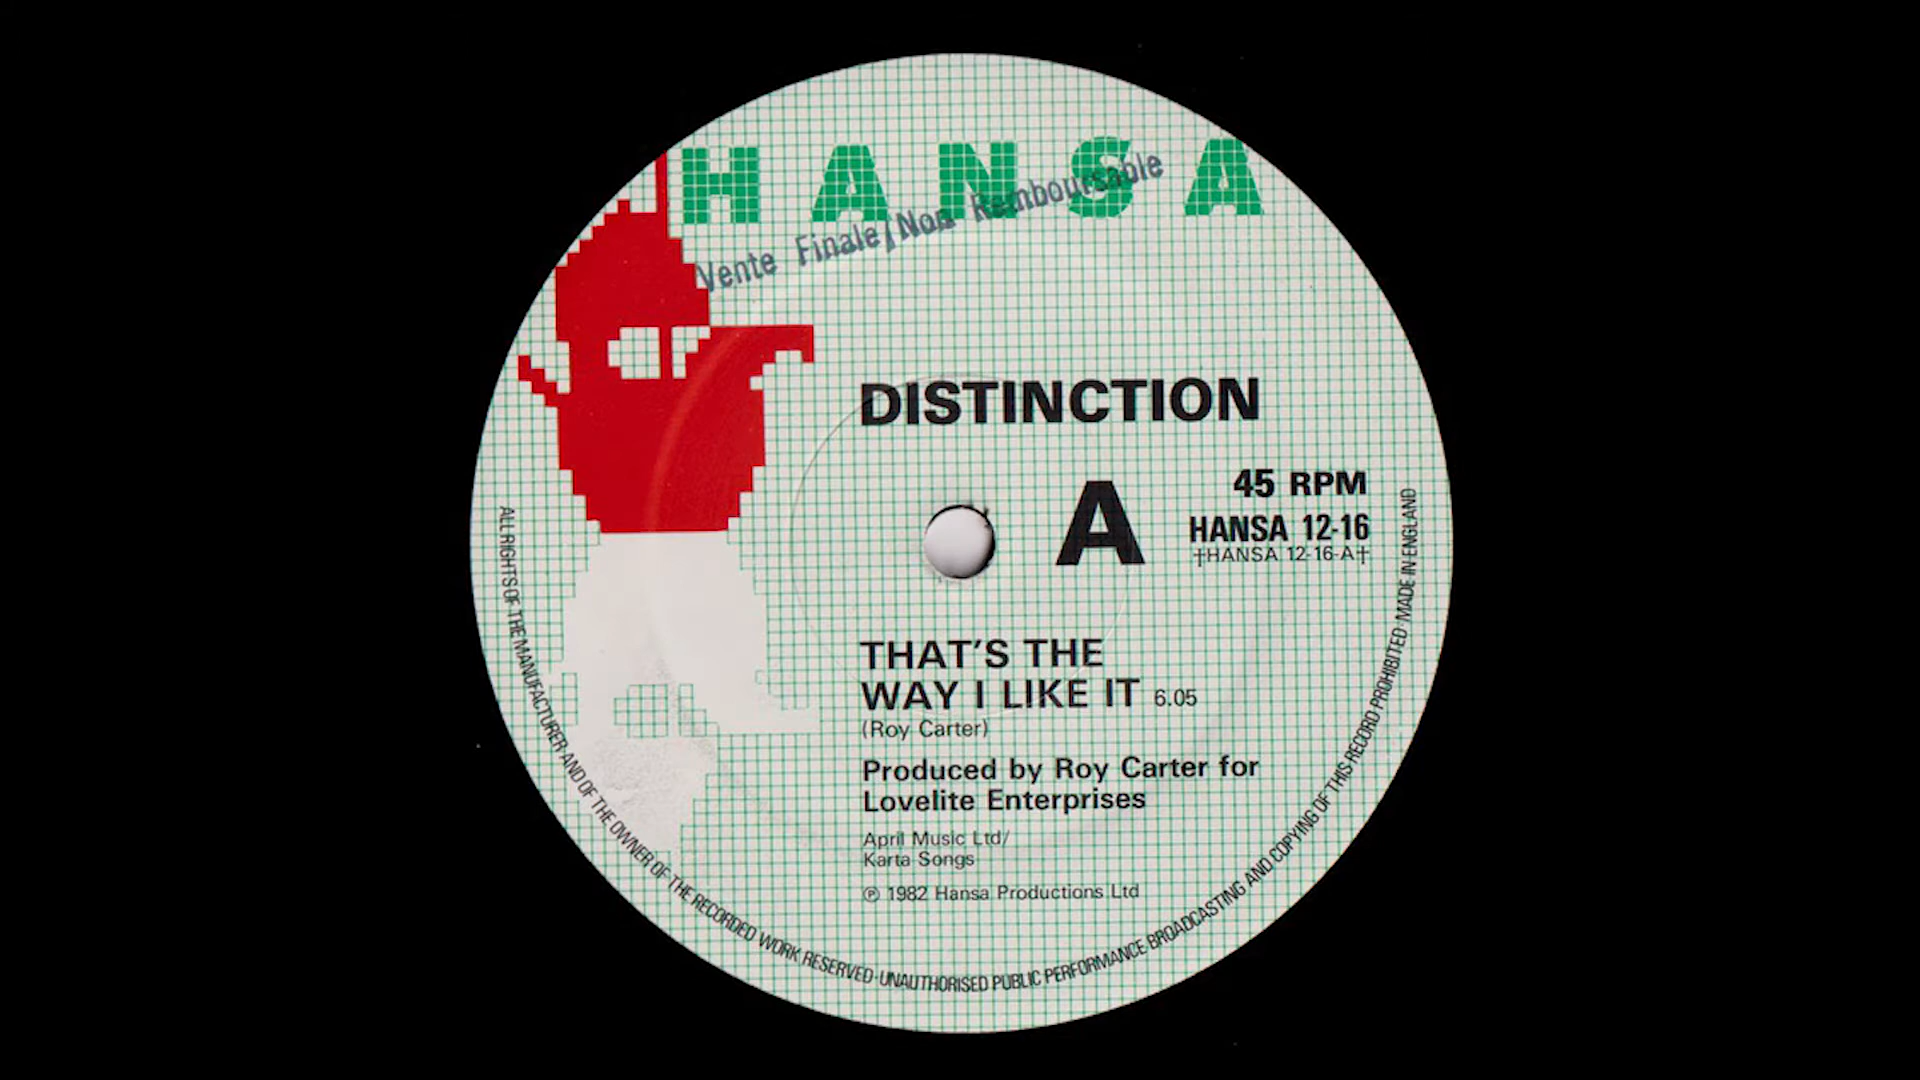 HANSA
Vente Finale/Non Remboursable
DISTINCTION
A
45 RPM
HANSA 12-16
†HANSA 12-16-A†
THAT'S THE
WAY I LIKE IT 6.05
(Roy Carter)
Produced by Roy Carter for
Lovelite Enterprises
April Music Ltd/
Karta Songs
℗ 1982 Hansa Productions Ltd
ALL RIGHTS OF THE MANUFACTURER AND OF THE OWNER OF THE RECORDED WORK RESERVED·UNAUTHORISED PUBLIC PERFORMANCE BROADCASTING AND COPYING OF THIS RECORD PROHIBITED·MADE IN ENGLAND